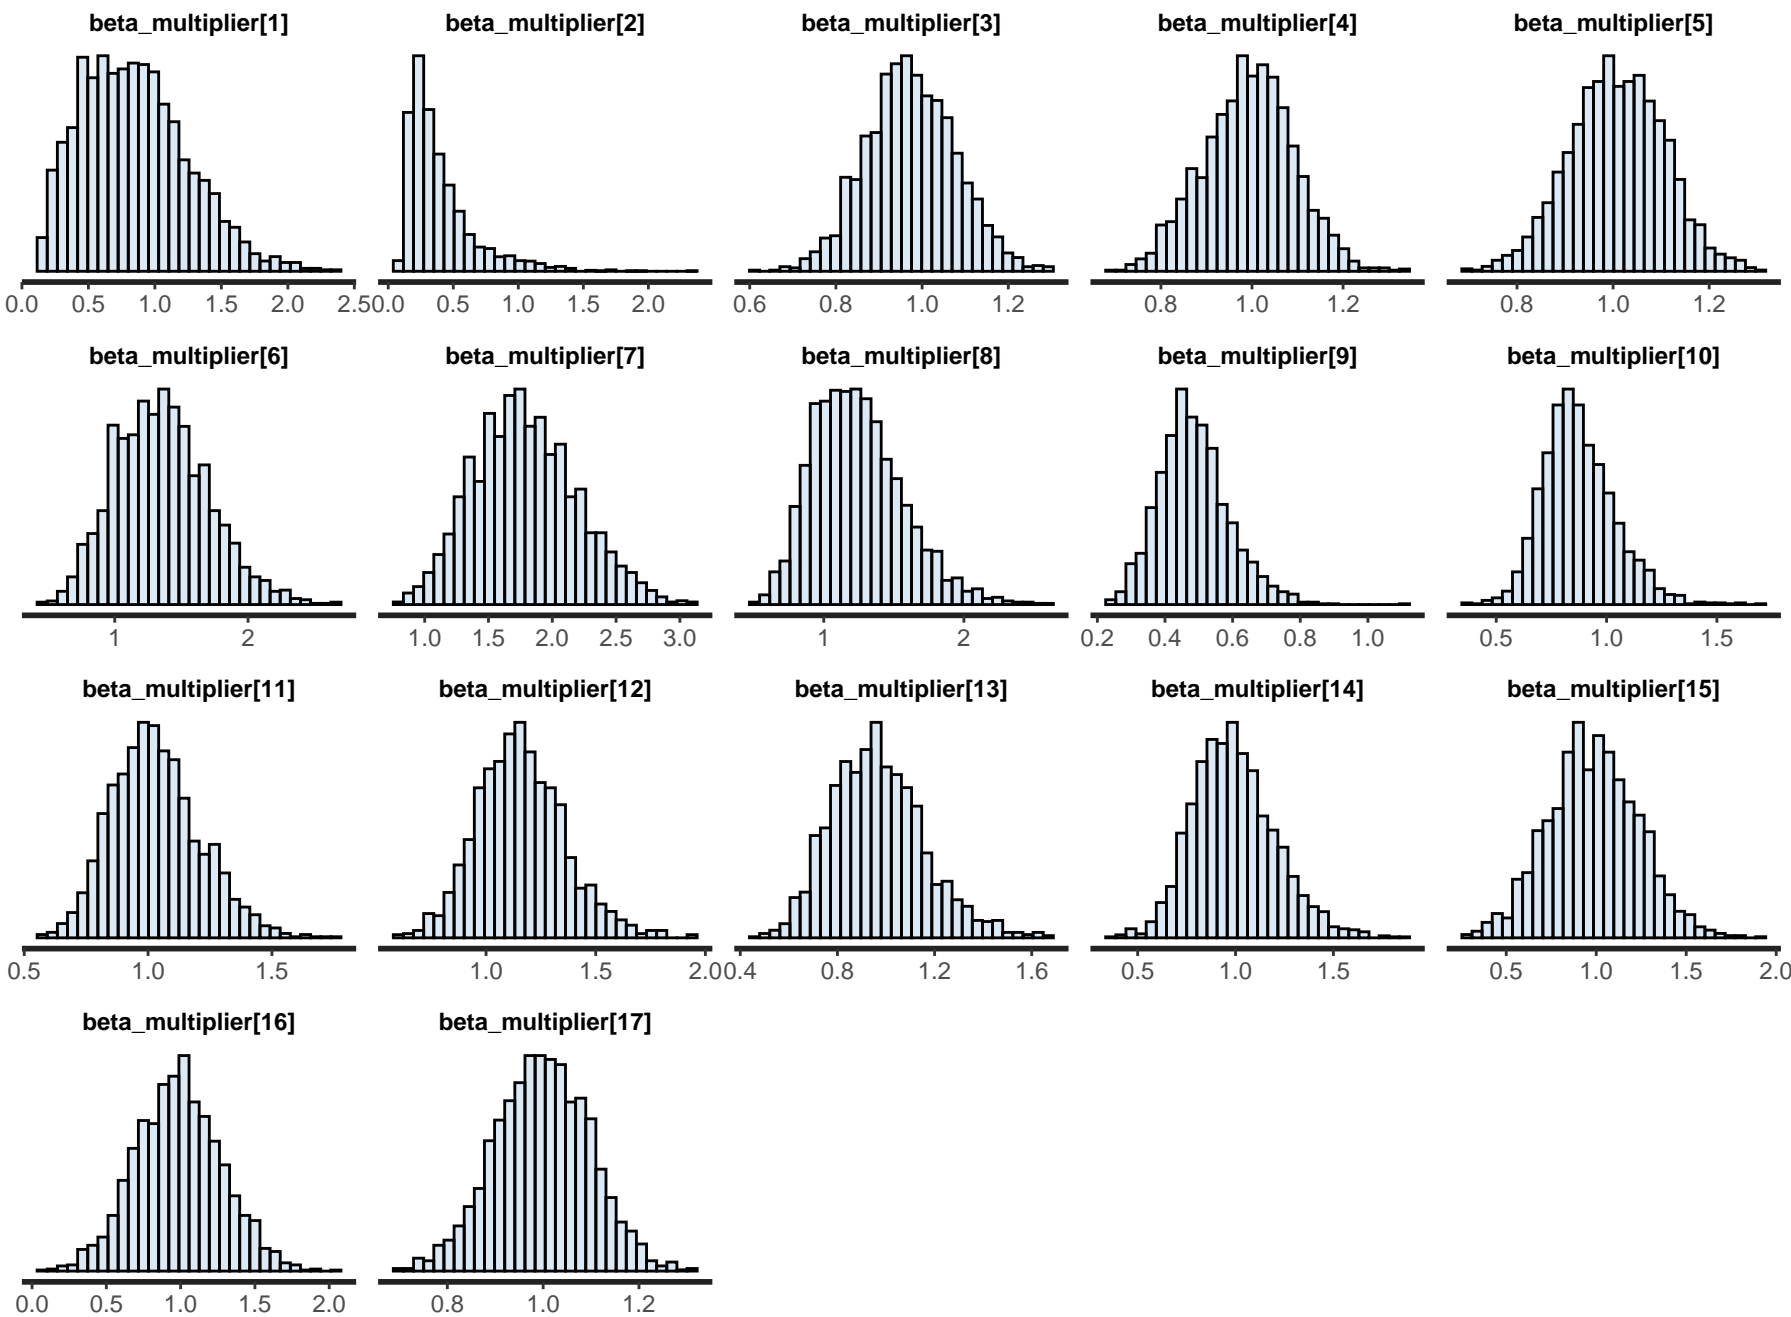 beta_multiplier[1] beta_multiplier[2] beta_multiplier[3] beta_multiplier[4] beta_multiplier[5]
0.0 0.5 1.0 1.5 2.0 2.5 0.0 0.5 1.0 1.5 2.0 0.6 0.8 1.0 1.2 0.8 1.0 1.2 0.8 1.0 1.2
beta_multiplier[6] beta_multiplier[7] beta_multiplier[8] beta_multiplier[9] beta_multiplier[10]
1 2 1.0 1.5 2.0 2.5 3.0 1 2 0.2 0.4 0.6 0.8 1.0 0.5 1.0 1.5
beta_multiplier[11] beta_multiplier[12] beta_multiplier[13] beta_multiplier[14] beta_multiplier[15]
0.5 1.0 1.5 1.0 1.5 2.0 0.4 0.8 1.2 1.6 0.5 1.0 1.5 0.5 1.0 1.5 2.0
beta_multiplier[16] beta_multiplier[17]
0.0 0.5 1.0 1.5 2.0 0.8 1.0 1.2